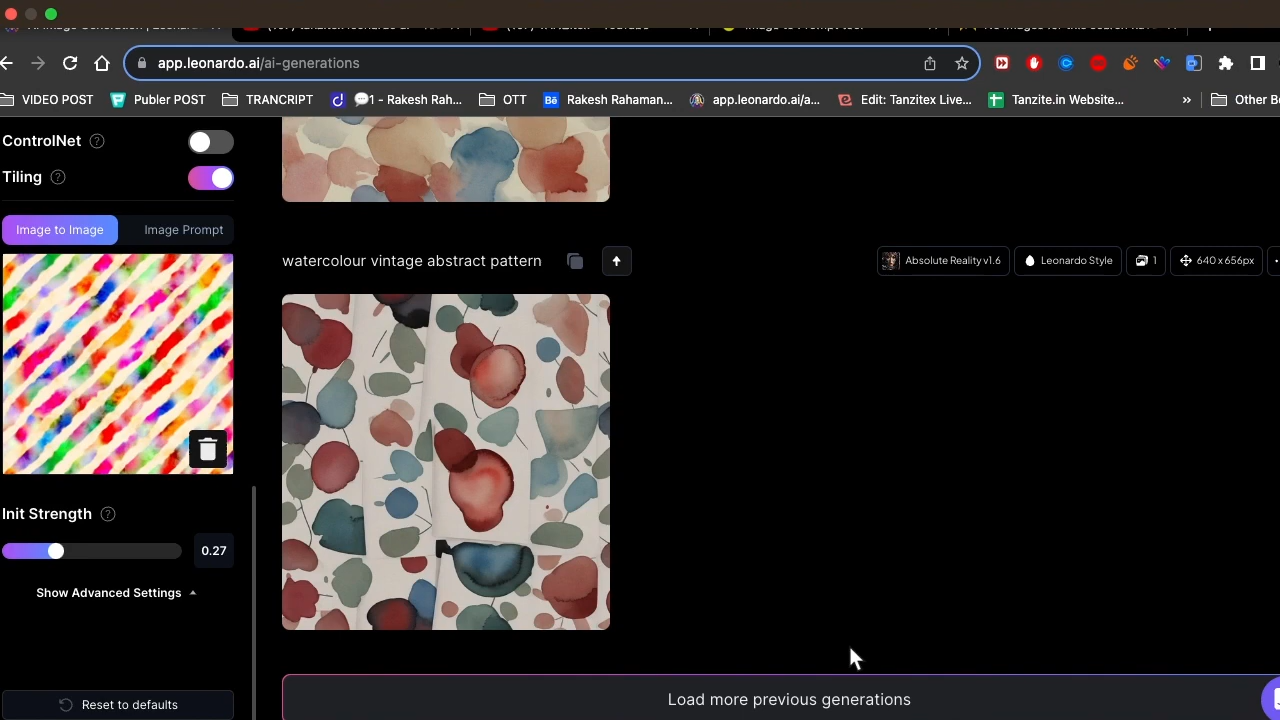 app.leonardo.ai/ai-generations
VIDEO POST
Publer POST
TRANCRIPT
1 - Rakesh Rah...
OTT
Rakesh Rahaman...
app.leonardo.ai/a...
Edit: Tanzitex Live...
Tanzite.in Website...
»
Other B
ControlNet ?
Tiling ?
Image to Image
Image Prompt
watercolour vintage abstract pattern
Absolute Reality v1.6
Leonardo Style
1
640 x 656px
Init Strength ?
0.27
Show Advanced Settings
Reset to defaults
Load more previous generations